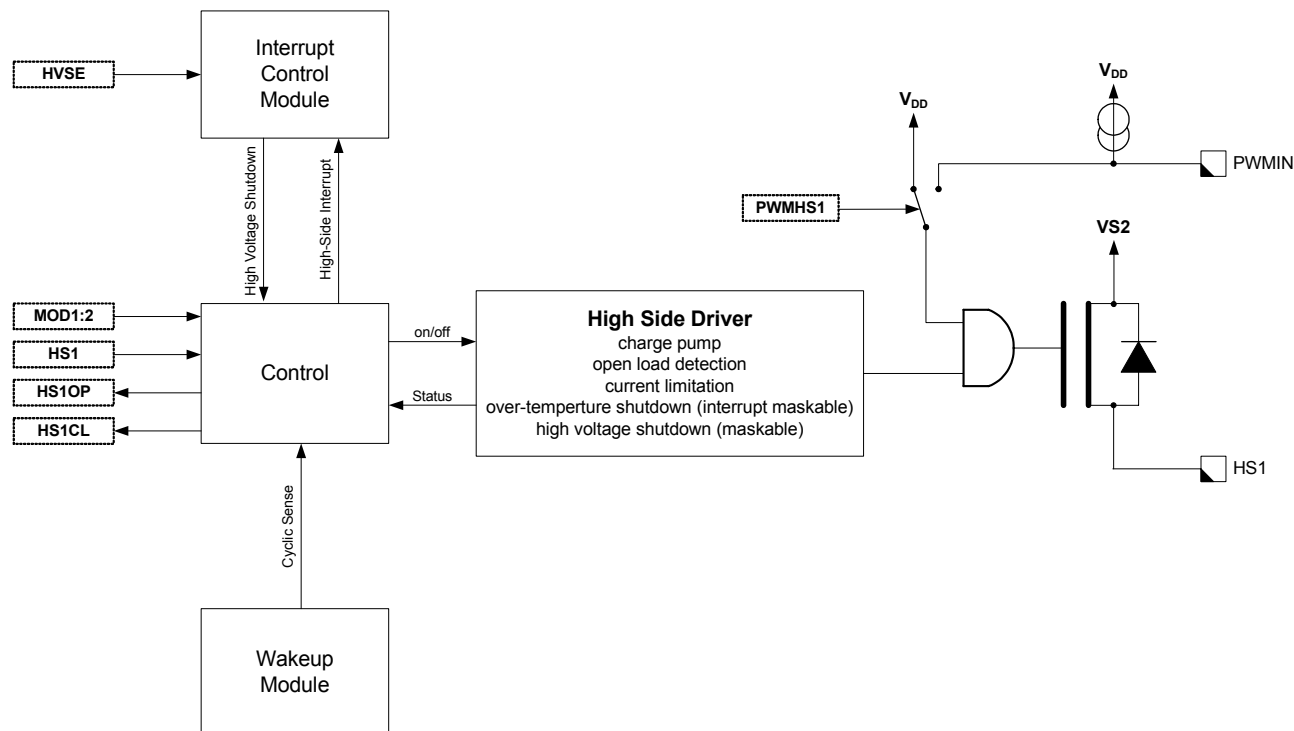 Interrupt
Control
Module
HVSE
High Voltage Shutdown
High-Side Interrupt
VDD
VDD
PWMIN
PWMHS1
VS2
MOD1:2
HS1
HS1OP
HS1CL
Control
on/off
Status
High Side Driver
charge pump
open load detection
current limitation
over-temperture shutdown (interrupt maskable)
high voltage shutdown (maskable)
HS1
Cyclic Sense
Wakeup
Module